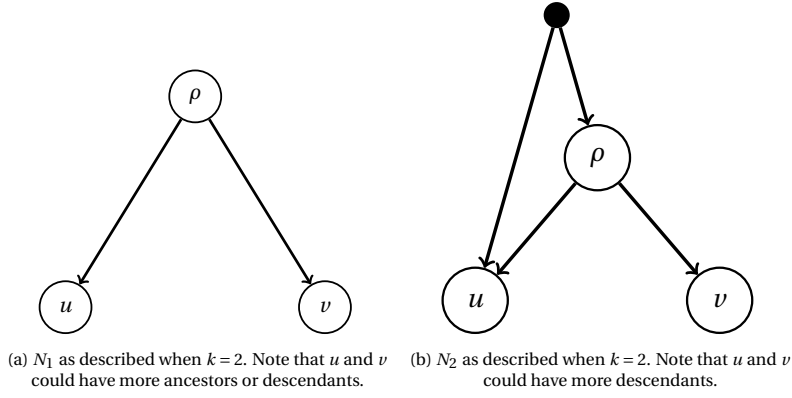 ρ
ρ
u
v
u
v
(a) N₁ as described when k = 2. Note that u and v
could have more ancestors or descendants.
(b) N₂ as described when k = 2. Note that u and v
could have more descendants.